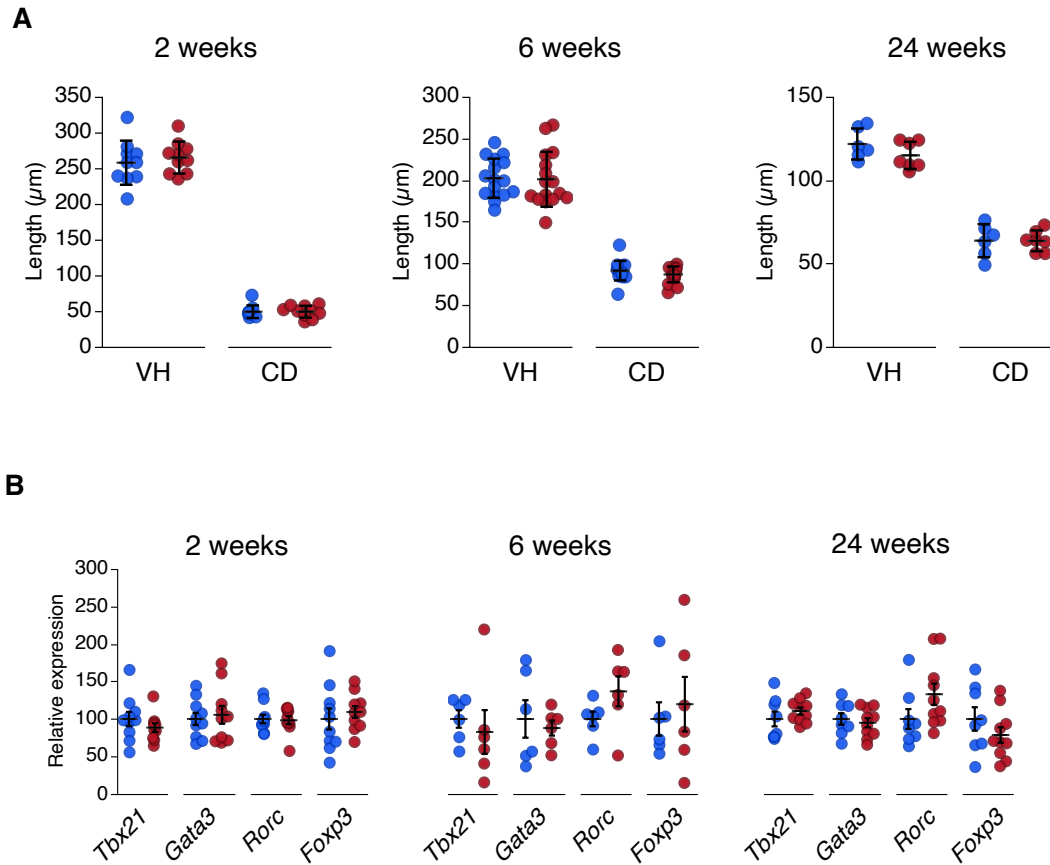 A
2 weeks
6 weeks
24 weeks
Length (µm)
350
300
250
200
150
100
50
0
VH
CD
Length (µm)
300
250
200
150
100
50
0
VH
CD
Length (µm)
150
100
50
0
VH
CD
B
2 weeks
6 weeks
24 weeks
Relative expression
300
250
200
150
100
50
0
Tbx21
Gata3
Rorc
Foxp3
Tbx21
Gata3
Rorc
Foxp3
Tbx21
Gata3
Rorc
Foxp3